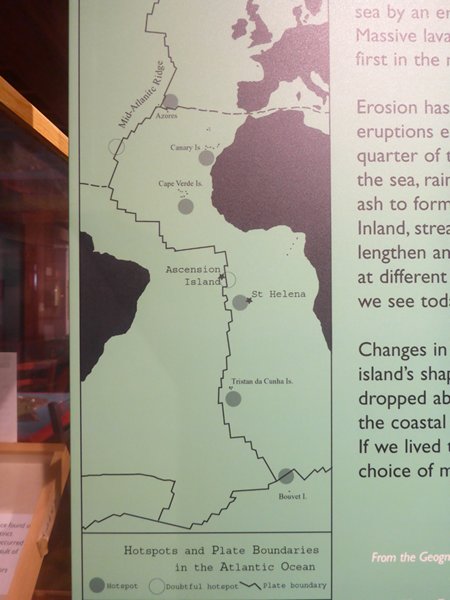 Mid-Atlantic Ridge
Azores
Canary Is
Cape Verde Is.
Ascension
Island
St Helena
Tristan da Cunha Is.
Bouvet I.
Hotspots and Plate Boundaries
in the Atlantic Ocean
Hotspot
Doubtful hotspot
Plate boundary
sea by an er
Massive lava
first in the
Erosion has
eruptions e
quarter of t
the sea, rain
ash to form
Inland, strea
lengthen an
at different
we see toda
Changes in
island's shap
dropped ab
the coastal
If we lived t
choice of m
From the Geogr